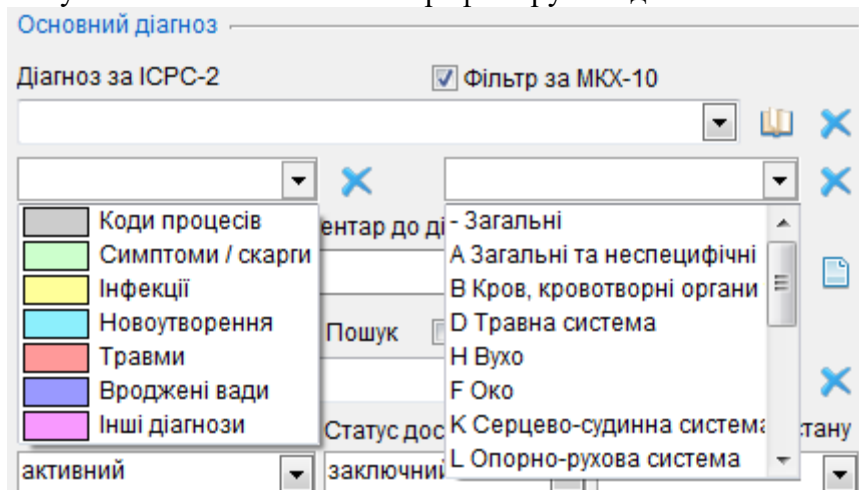 Основний діагноз
Діагноз за ICPC-2
Фільтр за МКХ-10
Коди процесів
Симптоми / скарги
Інфекції
Новоутворення
Травми
Вроджені вади
Інші діагнози
ентар до ді
- Загальні
А Загальні та неспецифічні
В Кров, кровотворні органи
D Травна система
H Вухо
F Око
K Серцево-судинна система
L Опорно-рухова система
Пошук
Статус дос
тану
активний
заключний